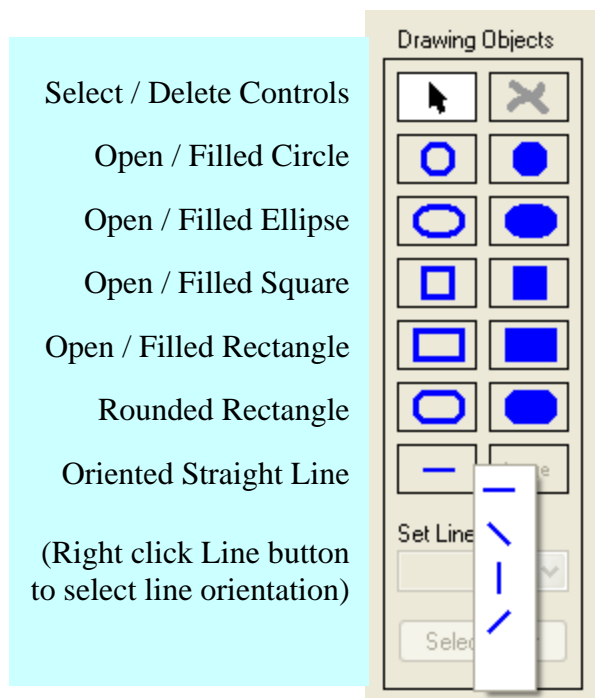 Drawing Objects
Select / Delete Controls
Open / Filled Circle
Open / Filled Ellipse
Open / Filled Square
Open / Filled Rectangle
Rounded Rectangle
Oriented Straight Line
(Right click Line button
to select line orientation)
Set Line